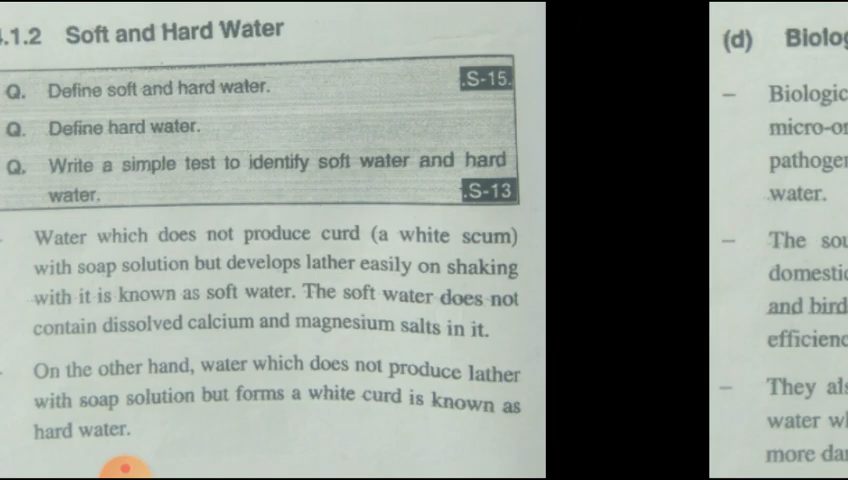 .1.2 Soft and Hard Water
Q. Define soft and hard water. .S-15.
Q. Define hard water.
Q. Write a simple test to identify soft water and hard
water. .S-13
Water which does not produce curd (a white scum)
with soap solution but develops lather easily on shaking
with it is known as soft water. The soft water does not
contain dissolved calcium and magnesium salts in it.
On the other hand, water which does not produce lather
with soap solution but forms a white curd is known as
hard water.
(d) Biolog
– Biologic
micro-or
pathoger
water.
– The sou
domestic
and bird
efficienc
– They als
water wh
more dan